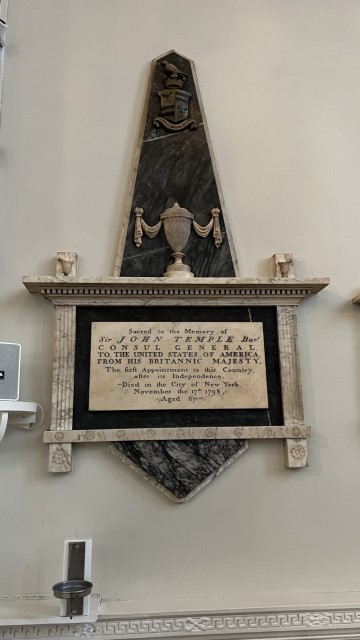 Sacred to the Memory of
Sir JOHN TEMPLE Bart
CONSUL GENERAL
TO THE UNITED STATES OF AMERICA
FROM HIS BRITANNIC MAJESTY.
The first Appointment to this Country,
after its Independence.
Died in the City of New York
November the 17th 1798,
Aged 67